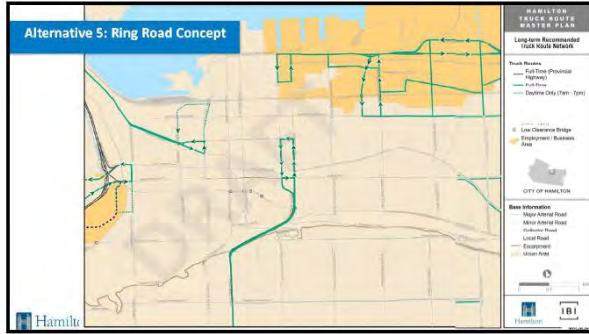 Alternative 5: Ring Road Concept
HAMILTON
TRUCK ROUTE
MASTER PLAN
Long-term Recommended
Truck Route Network
Truck Routes
Full-Time (Provincial
Highway)
Full-Time
Daytime Only (7am - 7pm)
Low Clearance Bridge
Employment / Business
Area
CITY OF HAMILTON
Base Information
Major Arterial Road
Minor Arterial Road
Collector Road
Local Road
Escarpment
Urban Area
Hamilton
IBI
Hamilto